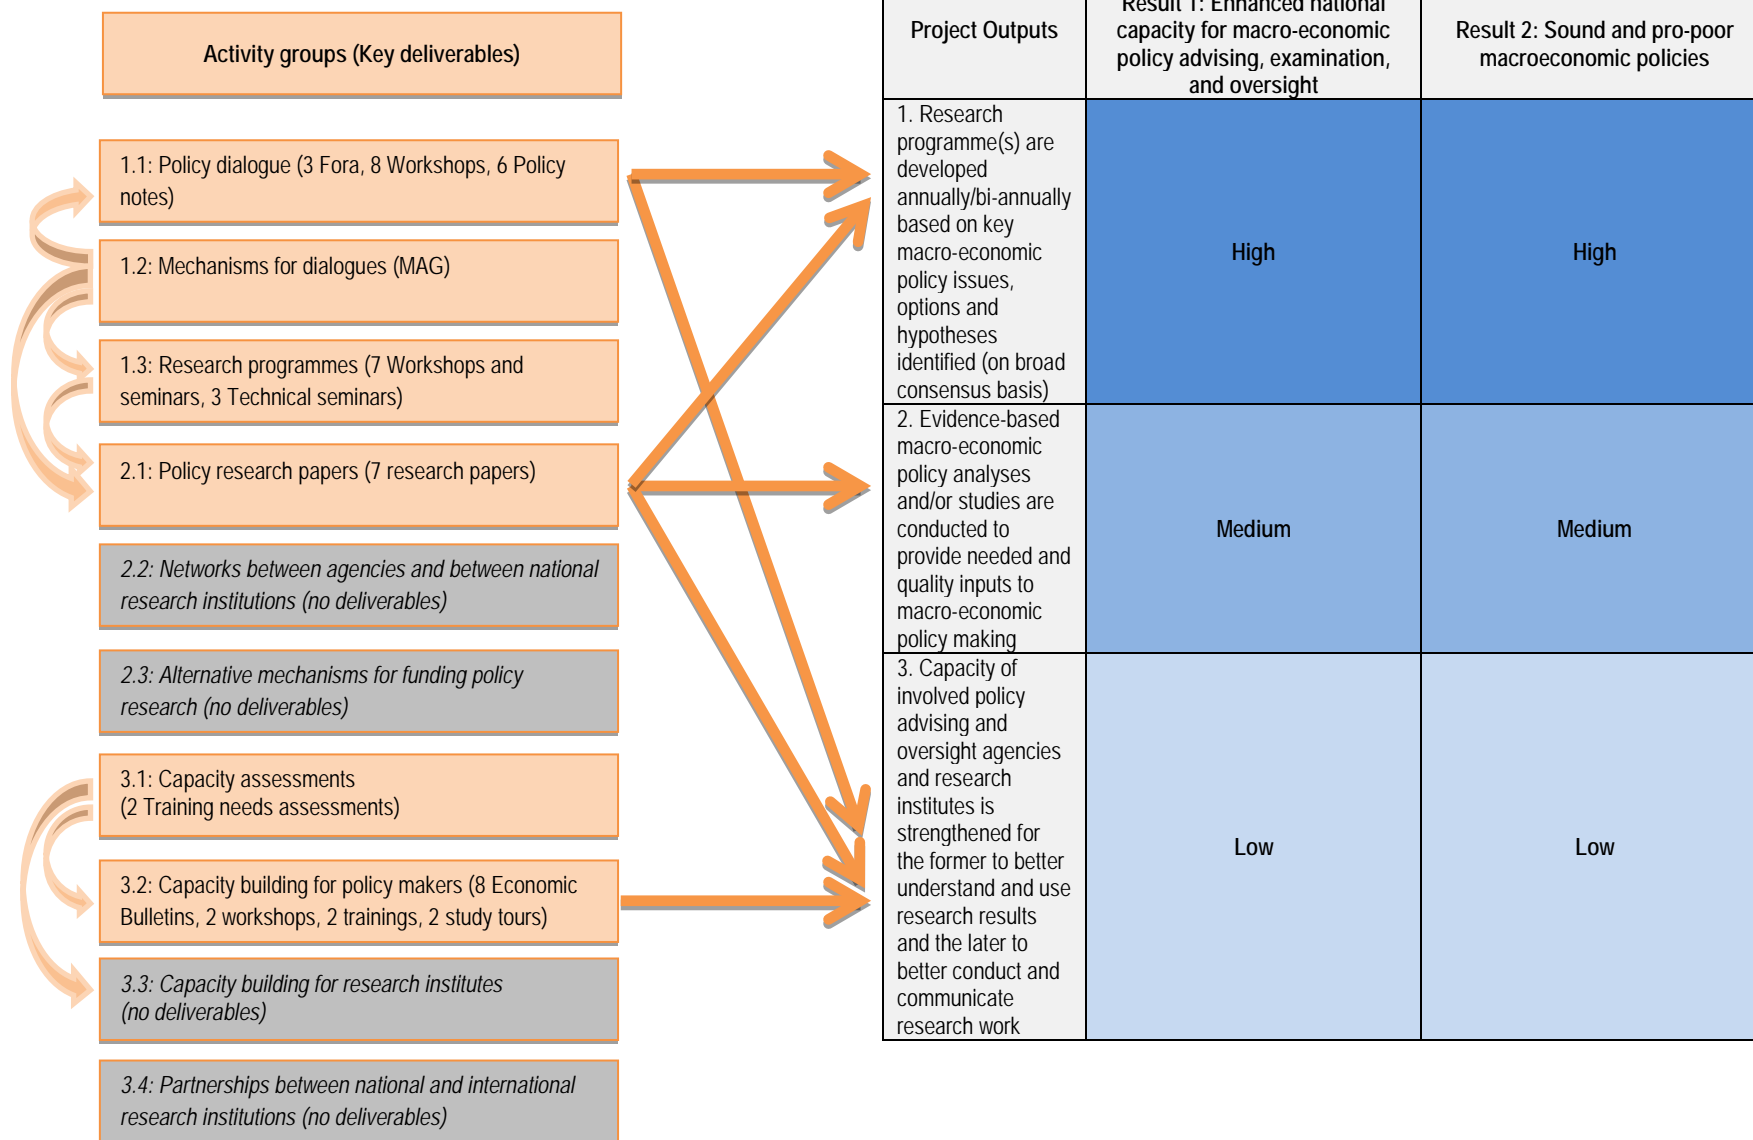 Activity groups (Key deliverables)
1.1: Policy dialogue (3 Fora, 8 Workshops, 6 Policy
notes)
1.2: Mechanisms for dialogues (MAG)
1.3: Research programmes (7 Workshops and
seminars, 3 Technical seminars)
2.1: Policy research papers (7 research papers)
2.2: Networks between agencies and between national
research institutions (no deliverables)
2.3: Alternative mechanisms for funding policy
research (no deliverables)
3.1: Capacity assessments
(2 Training needs assessments)
3.2: Capacity building for policy makers (8 Economic
Bulletins, 2 workshops, 2 trainings, 2 study tours)
3.3: Capacity building for research institutes
(no deliverables)
3.4: Partnerships between national and international
research institutions (no deliverables)
Project Outputs
Result 1: Enhanced national
capacity for macro-economic
policy advising, examination,
and oversight
Result 2: Sound and pro-poor
macroeconomic policies
1. Research
programme(s) are
developed
annually/bi-annually
based on key
macro-economic
policy issues,
options and
hypotheses
identified (on broad
consensus basis)
High
High
2. Evidence-based
macro-economic
policy analyses
and/or studies are
conducted to
provide needed and
quality inputs to
macro-economic
policy making
Medium
Medium
3. Capacity of
involved policy
advising and
oversight agencies
and research
institutes is
strengthened for
the former to better
understand and use
research results
and the later to
better conduct and
communicate
research work
Low
Low